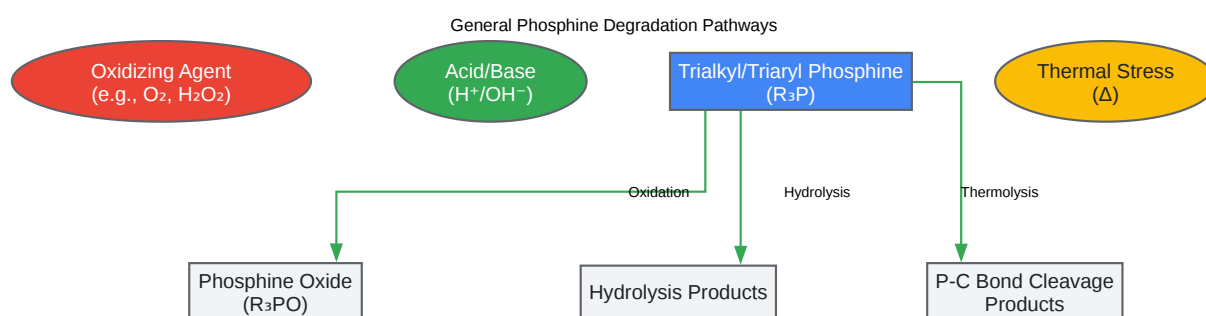 General Phosphine Degradation Pathways
Oxidizing Agent
(e.g., O₂, H₂O₂)
Acid/Base
(H⁺/OH⁻)
Trialkyl/Triaryl Phosphine
(R₃P)
Thermal Stress
(Δ)
Oxidation
Hydrolysis
Thermolysis
Phosphine Oxide
(R₃PO)
Hydrolysis Products
P-C Bond Cleavage
Products